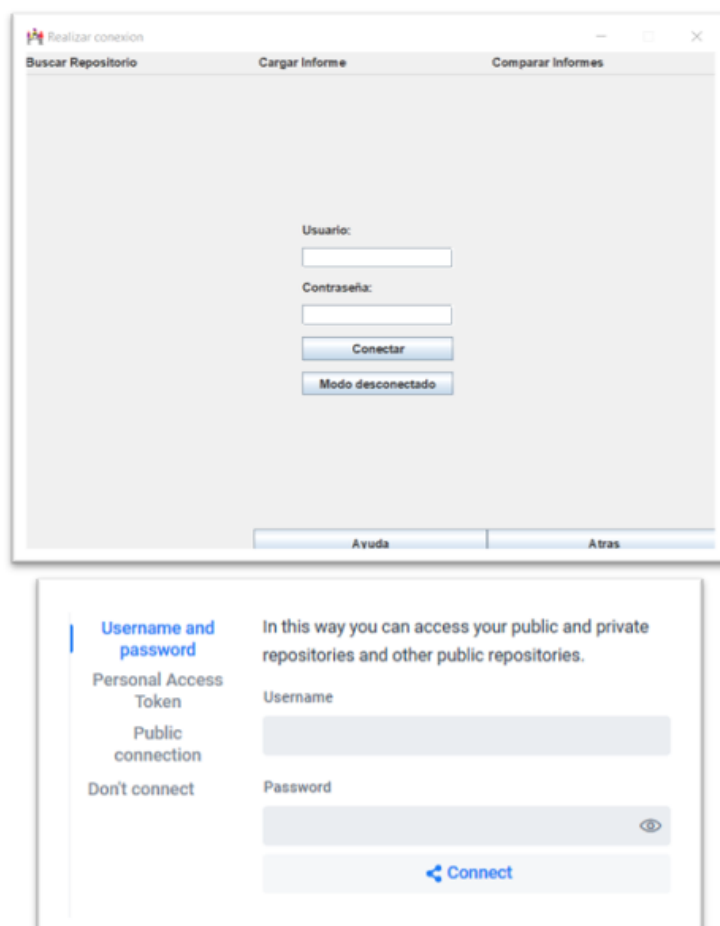 Realizar conexion
Buscar Repositorio Cargar Informe Comparar Informes
Usuario:
Contraseña:
Conectar
Modo desconectado
Ayuda Atras
Username and
password
Personal Access
Token
Public
connection
Don't connect
In this way you can access your public and private
repositories and other public repositories.
Username
Password
Connect